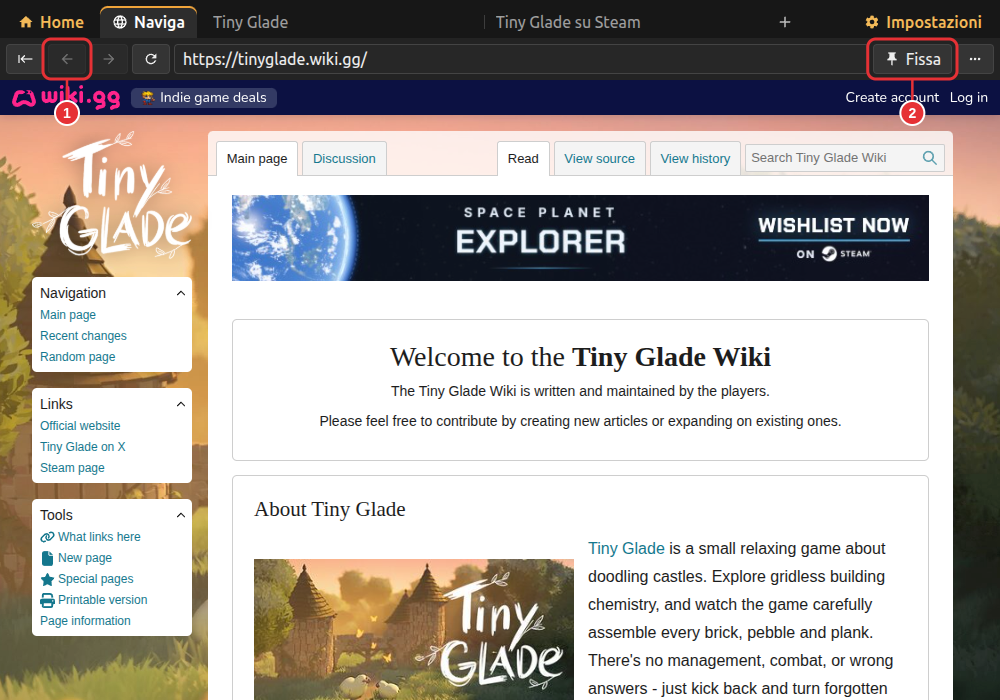 Home
Naviga
Tiny Glade
Tiny Glade su Steam
Impostazioni
https://tinyglade.wiki.gg/
Fissa
wiki.gg
Indie game deals
Create account
Log in
1
2
Tiny
GLADE
Main page
Discussion
Read
View source
View history
Search Tiny Glade Wiki
SPACE PLANET
EXPLORER
WISHLIST NOW
ON STEAM
Navigation
Main page
Recent changes
Random page
Links
Official website
Tiny Glade on X
Steam page
Tools
What links here
New page
Special pages
Printable version
Page information
Welcome to the Tiny Glade Wiki
The Tiny Glade Wiki is written and maintained by the players.
Please feel free to contribute by creating new articles or expanding on existing ones.
About Tiny Glade
Tiny
GLADE
Tiny Glade is a small relaxing game about
doodling castles. Explore gridless building
chemistry, and watch the game carefully
assemble every brick, pebble and plank.
There's no management, combat, or wrong
answers - just kick back and turn forgotten